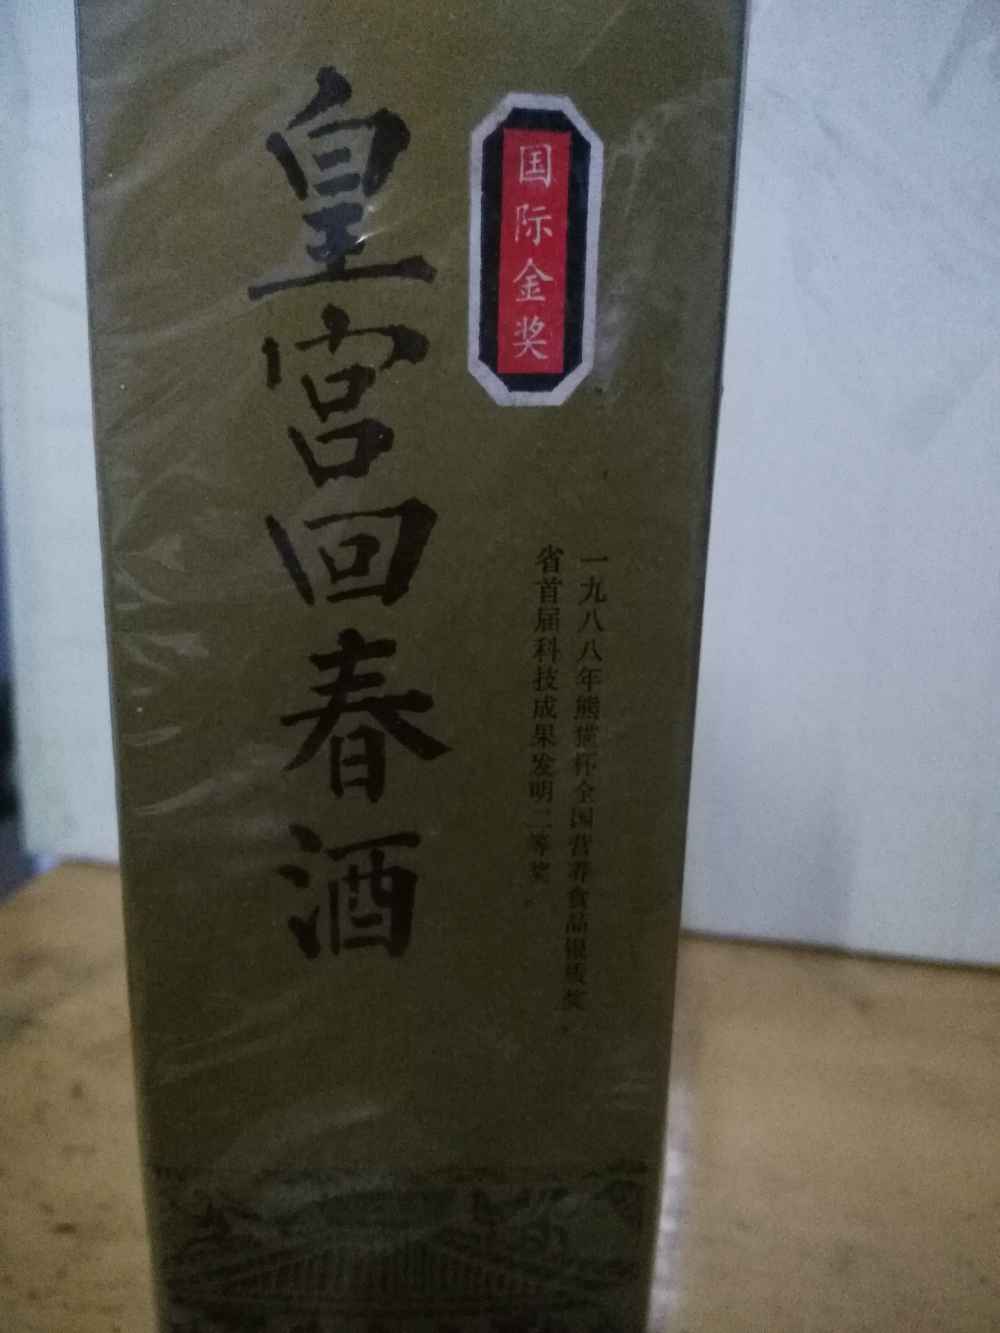 皇宫回春酒
国际金奖
一九八八年熊猫杯全国营养食品银质奖
省首届科技成果发明二等奖